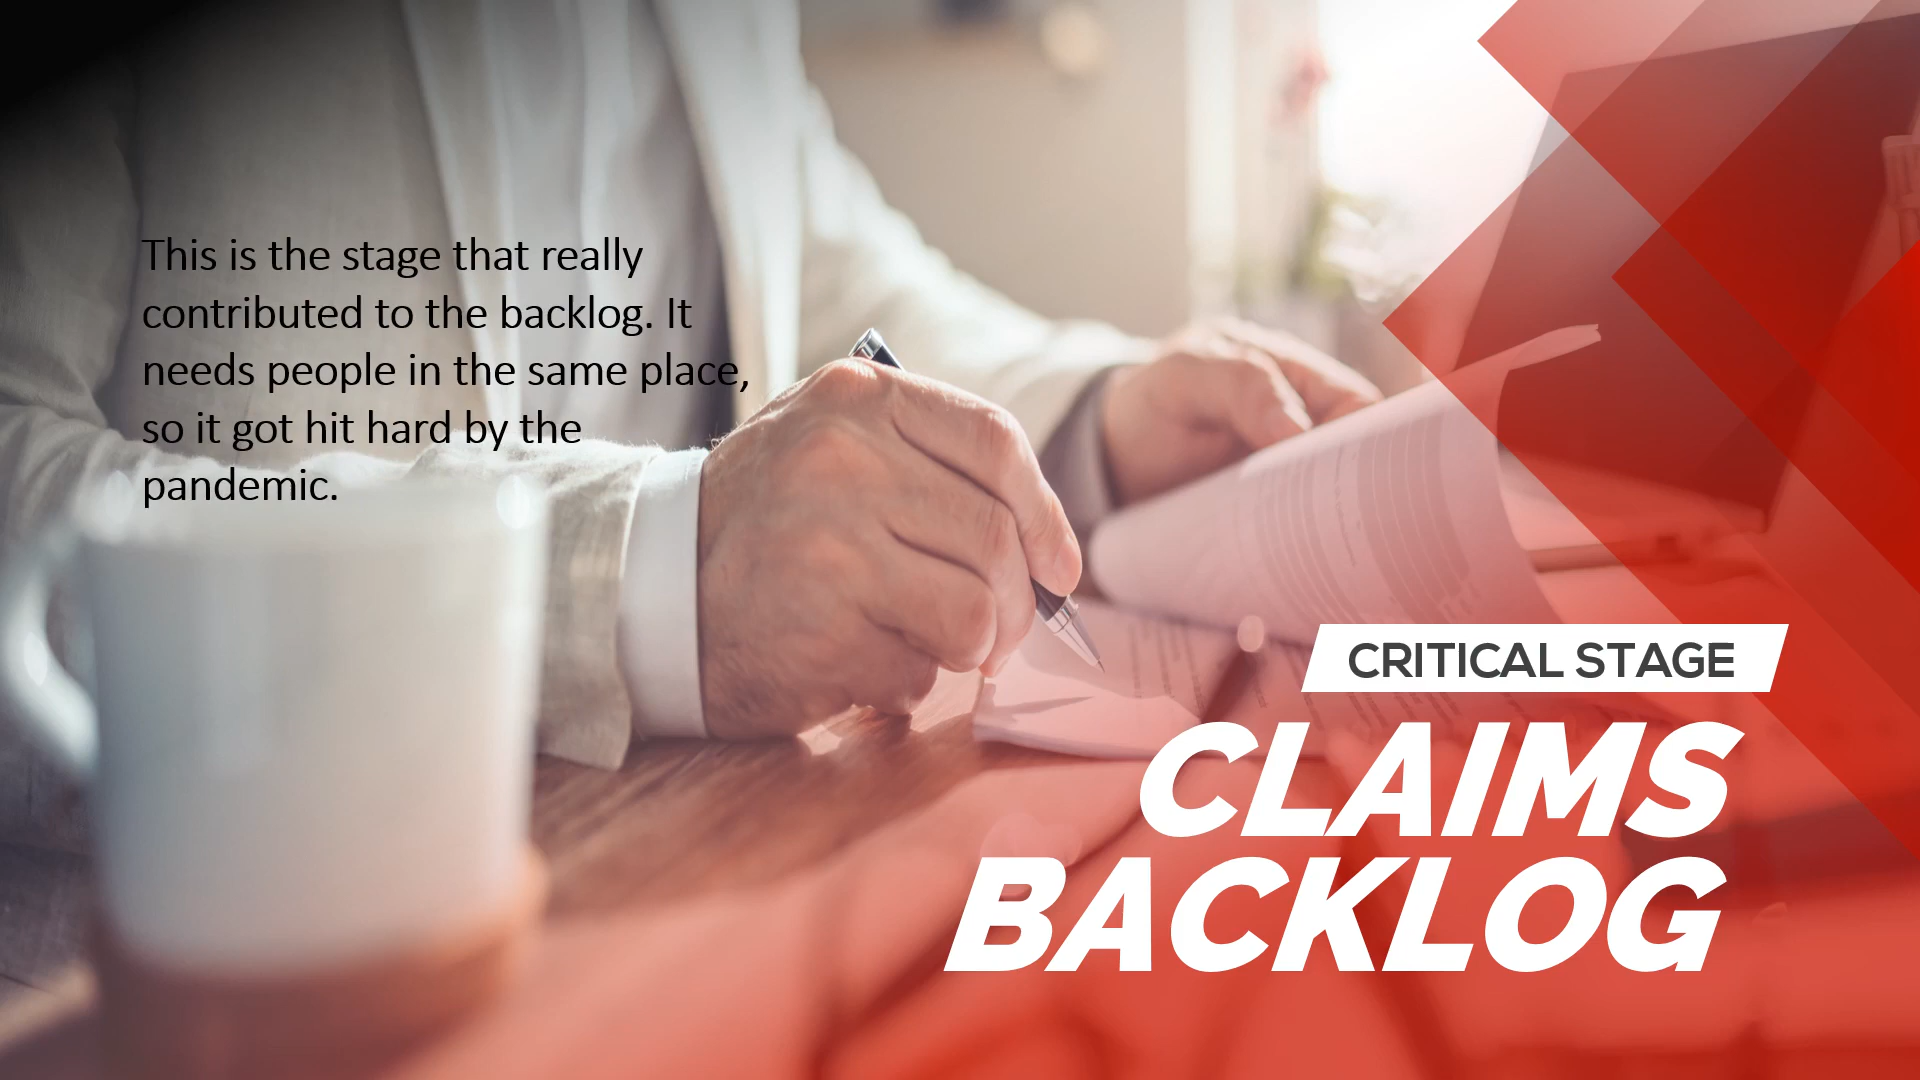 This is the stage that really
contributed to the backlog. It
needs people in the same place,
so it got hit hard by the
pandemic.
CRITICAL STAGE
CLAIMS
BACKLOG